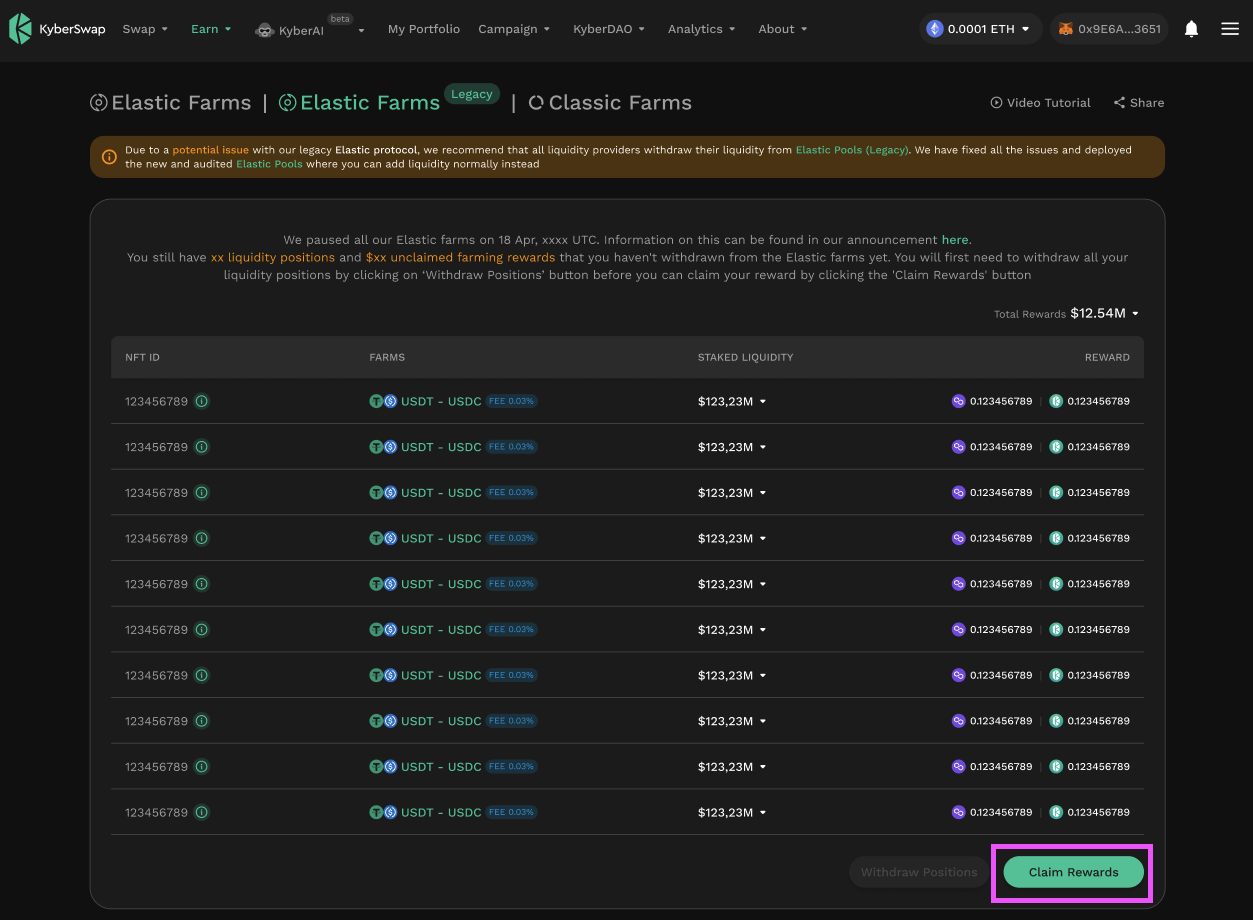 KyberSwap Swap Earn KyberAI beta My Portfolio Campaign KyberDAO Analytics About 0.0001 ETH 0x9E6A...3651
Elastic Farms | Elastic Farms Legacy | Classic Farms Video Tutorial Share
Due to a potential issue with our legacy Elastic protocol, we recommend that all liquidity providers withdraw their liquidity from Elastic Pools (Legacy). We have fixed all the issues and deployed
the new and audited Elastic Pools where you can add liquidity normally instead
We paused all our Elastic farms on 18 Apr, xxxx UTC. Information on this can be found in our announcement here.
You still have xx liquidity positions and $xx unclaimed farming rewards that you haven't withdrawn from the Elastic farms yet. You will first need to withdraw all your
liquidity positions by clicking on ‘Withdraw Positions’ button before you can claim your reward by clicking the 'Claim Rewards' button
Total Rewards $12.54M
NFT ID FARMS STAKED LIQUIDITY REWARD
123456789 USDT - USDC FEE 0.03% $123,23M 0.123456789 | 0.123456789
123456789 USDT - USDC FEE 0.03% $123,23M 0.123456789 | 0.123456789
123456789 USDT - USDC FEE 0.03% $123,23M 0.123456789 | 0.123456789
123456789 USDT - USDC FEE 0.03% $123,23M 0.123456789 | 0.123456789
123456789 USDT - USDC FEE 0.03% $123,23M 0.123456789 | 0.123456789
123456789 USDT - USDC FEE 0.03% $123,23M 0.123456789 | 0.123456789
123456789 USDT - USDC FEE 0.03% $123,23M 0.123456789 | 0.123456789
123456789 USDT - USDC FEE 0.03% $123,23M 0.123456789 | 0.123456789
123456789 USDT - USDC FEE 0.03% $123,23M 0.123456789 | 0.123456789
123456789 USDT - USDC FEE 0.03% $123,23M 0.123456789 | 0.123456789
Withdraw Positions Claim Rewards